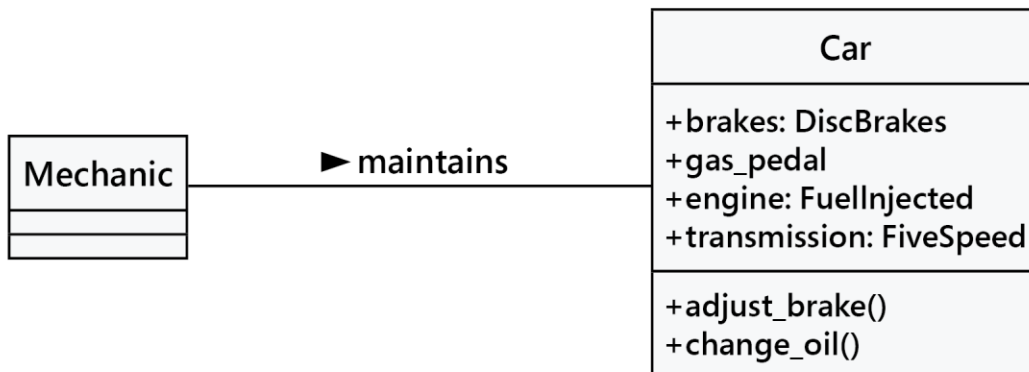 Mechanic
► maintains
Car
+brakes: DiscBrakes
+gas_pedal
+engine: FuelInjected
+transmission: FiveSpeed
+adjust_brake()
+change_oil()